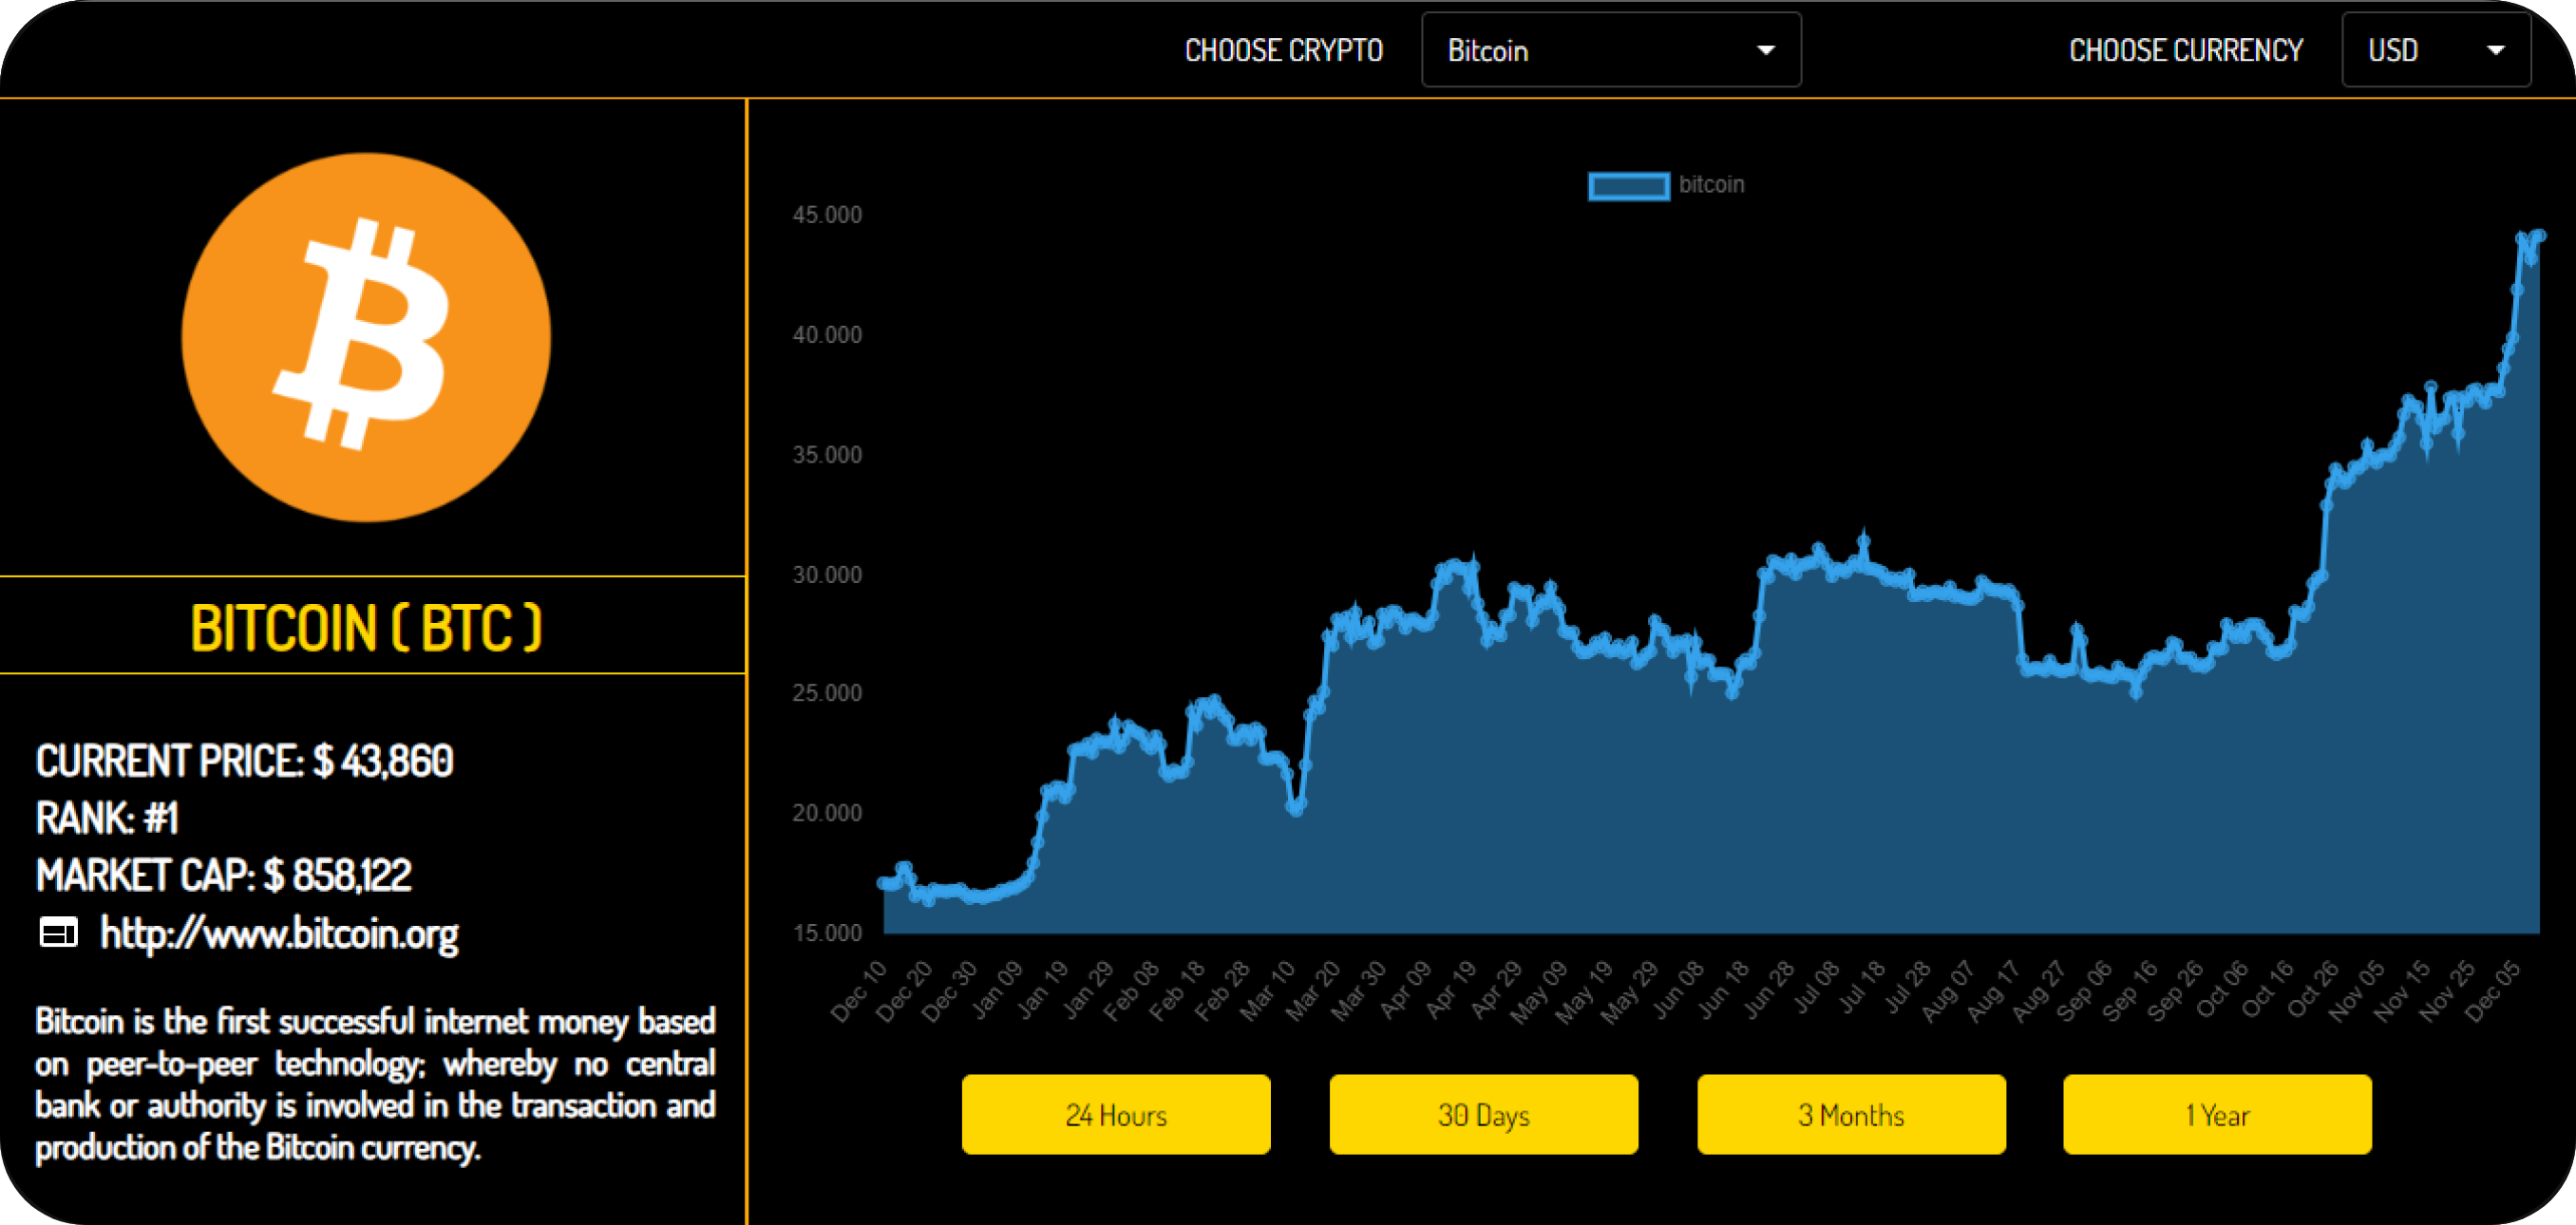 CHOOSE CRYPTO Bitcoin CHOOSE CURRENCY USD
BITCOIN ( BTC )
CURRENT PRICE: $ 43,860
RANK: #1
MARKET CAP: $ 858,122
http://www.bitcoin.org
Bitcoin is the first successful internet money based
on peer-to-peer technology; whereby no central
bank or authority is involved in the transaction and
production of the Bitcoin currency.
bitcoin
45.000
40.000
35.000
30.000
25.000
20.000
15.000
Dec 10 Dec 20 Dec 30 Jan 09 Jan 19 Jan 29 Feb 08 Feb 18 Feb 28 Mar 10 Mar 20 Mar 30 Apr 09 Apr 19 Apr 29 May 09 May 19 May 29 Jun 08 Jun 18 Jun 28 Jul 08 Jul 18 Jul 28 Aug 07 Aug 17 Aug 27 Sep 06 Sep 16 Sep 26 Oct 06 Oct 16 Oct 26 Nov 05 Nov 15 Nov 25 Dec 05
24 Hours 30 Days 3 Months 1 Year